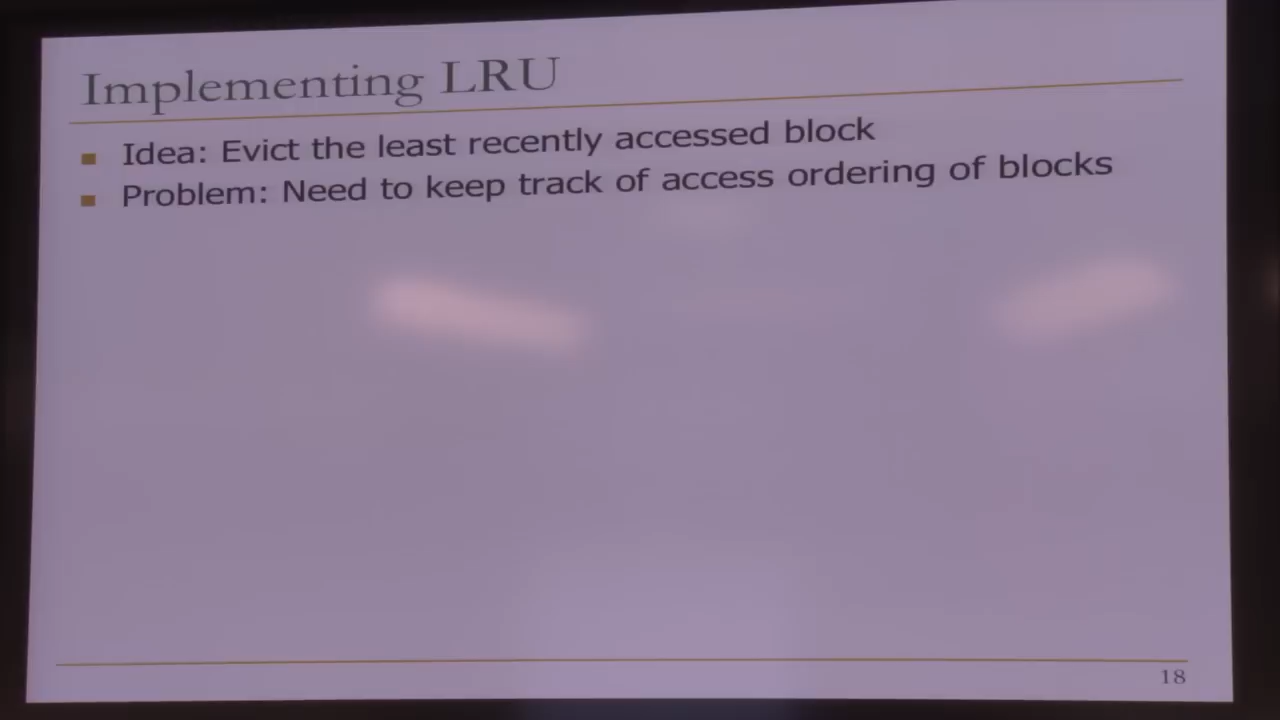 Implementing LRU
Idea: Evict the least recently accessed block
Problem: Need to keep track of access ordering of blocks
18